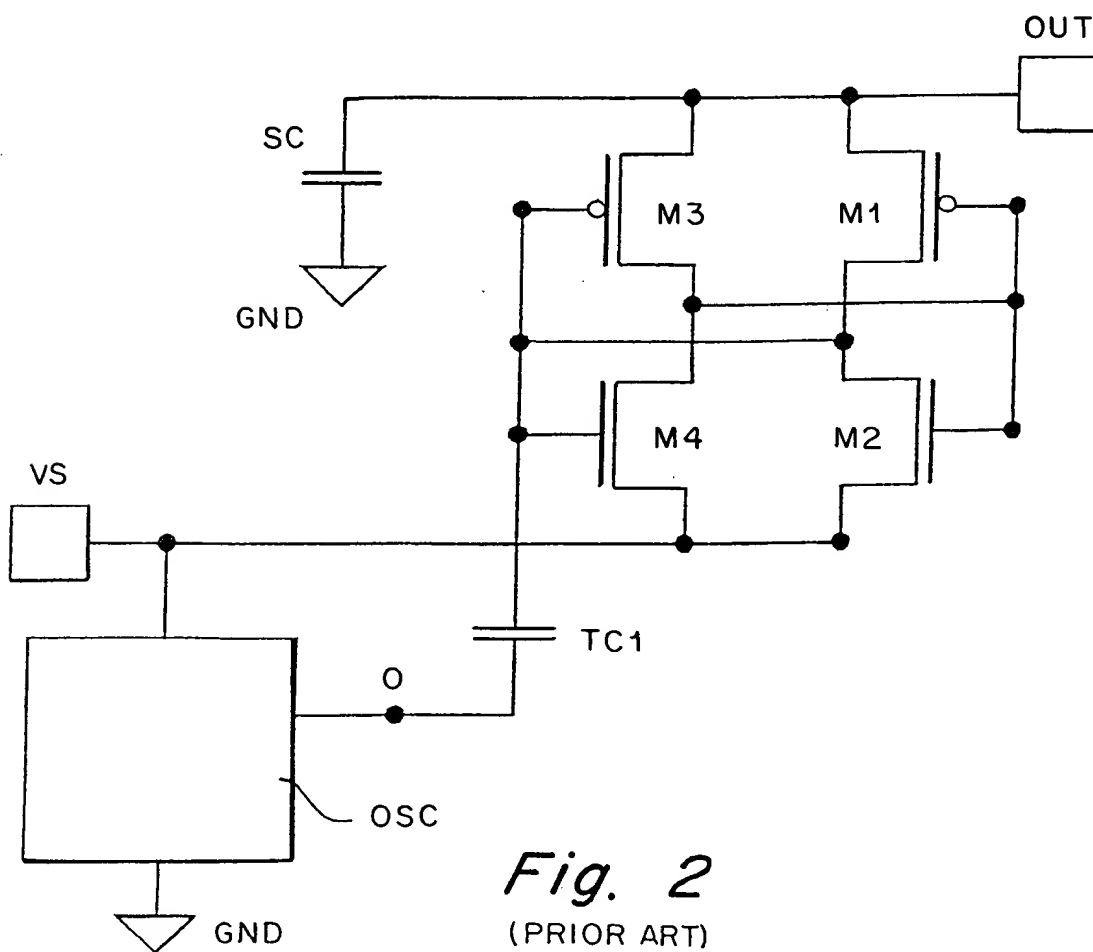 OUT
SC
M3
M1
GND
M4
M2
VS
TC1
O
OSC
GND
Fig. 2
(PRIOR ART)